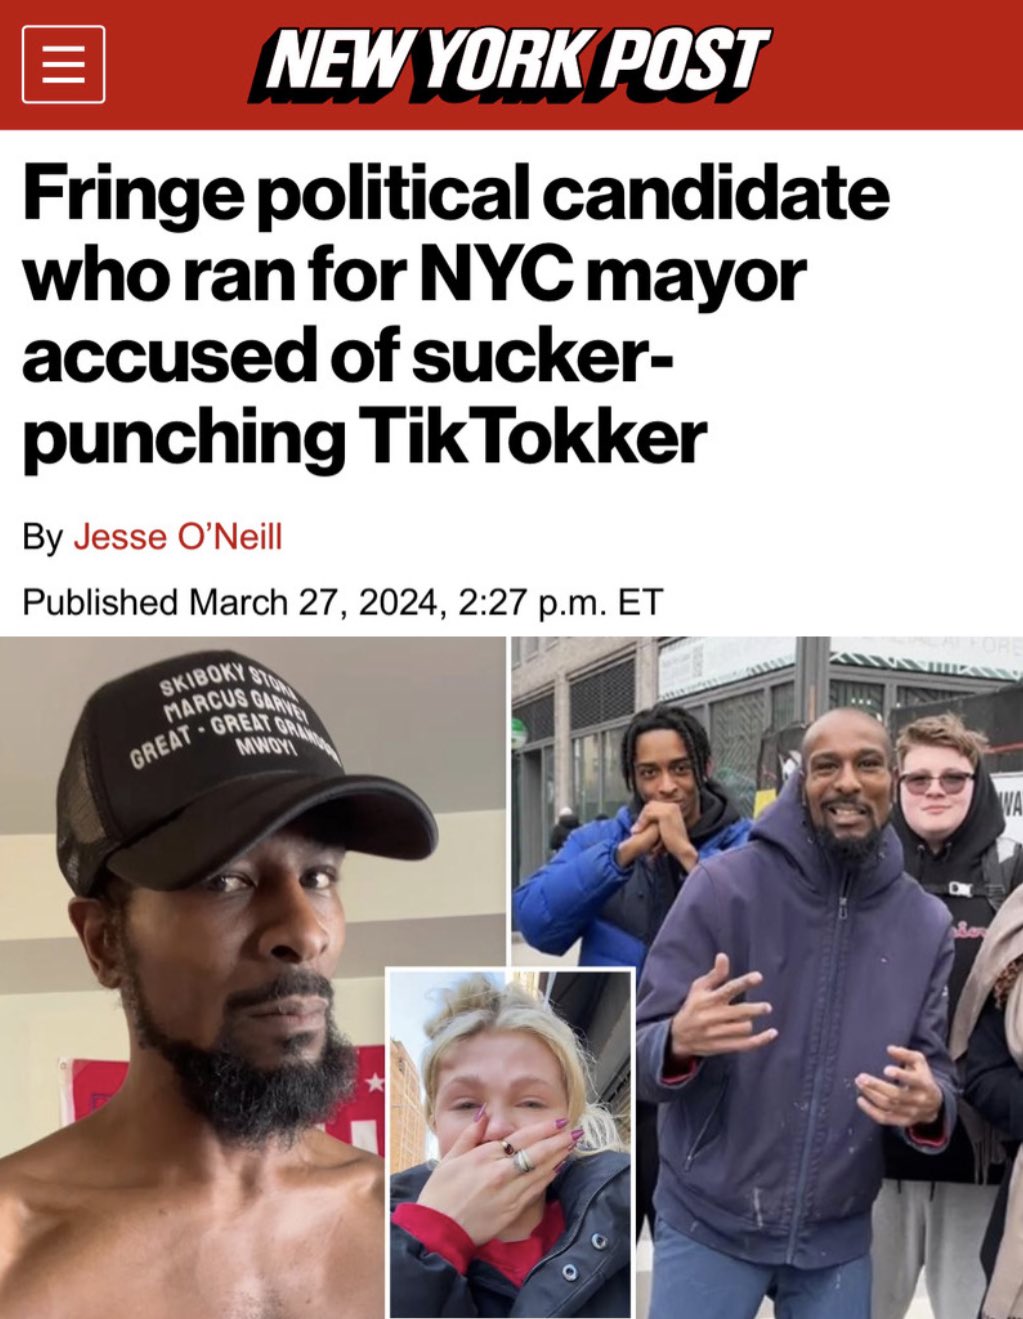 NEW YORK POST
Fringe political candidate
who ran for NYC mayor
accused of sucker-
punching TikTokker
By Jesse O'Neill
Published March 27, 2024, 2:27 p.m. ET
SKIBOKY
MARCUS GARVEY
GREAT - GREAT
MWOYI